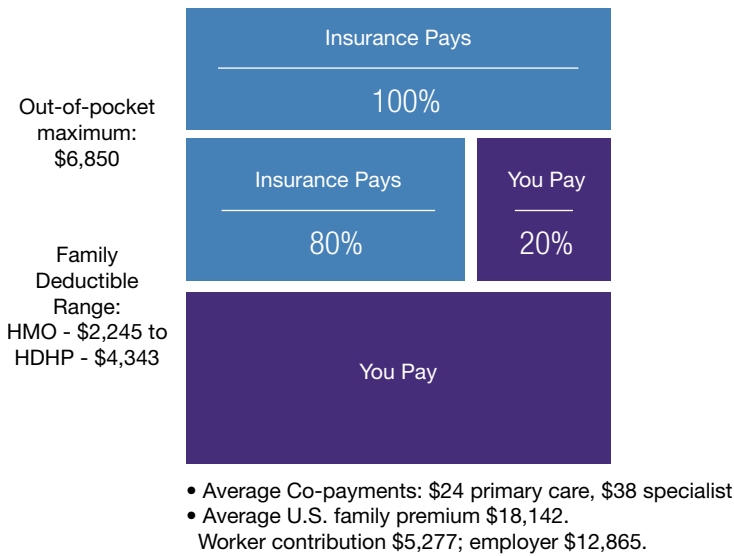 Insurance Pays
100%
Out-of-pocket
maximum:
$6,850
Insurance Pays
80%
You Pay
20%
Family
Deductible
Range:
HMO - $2,245 to
HDHP - $4,343
You Pay
• Average Co-payments: $24 primary care, $38 specialist
• Average U.S. family premium $18,142.
Worker contribution $5,277; employer $12,865.